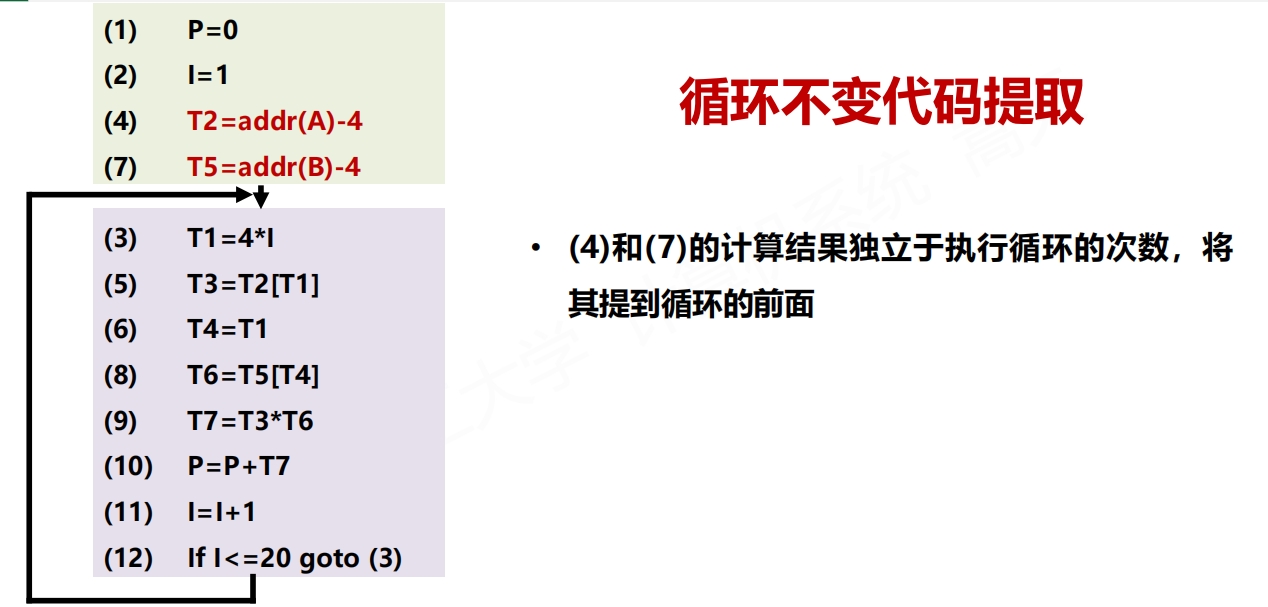 (1) P=0
(2) I=1
(4) T2=addr(A)-4
(7) T5=addr(B)-4
(3) T1=4*I
(5) T3=T2[T1]
(6) T4=T1
(8) T6=T5[T4]
(9) T7=T3*T6
(10) P=P+T7
(11) I=I+1
(12) If I<=20 goto (3)
循环不变代码提取
• (4)和(7)的计算结果独立于执行循环的次数，将
其提到循环的前面